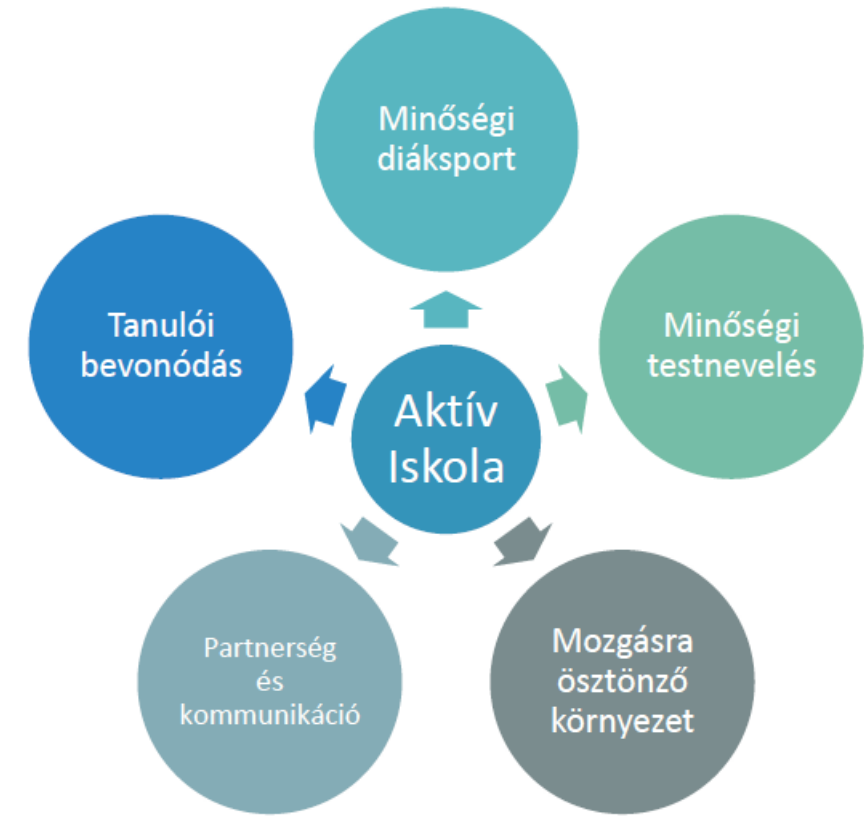 Minőségi
diáksport
Tanulói
bevonódás
Minőségi
testnevelés
Aktív
Iskola
Partnerség
és
kommunikáció
Mozgásra
ösztönző
környezet